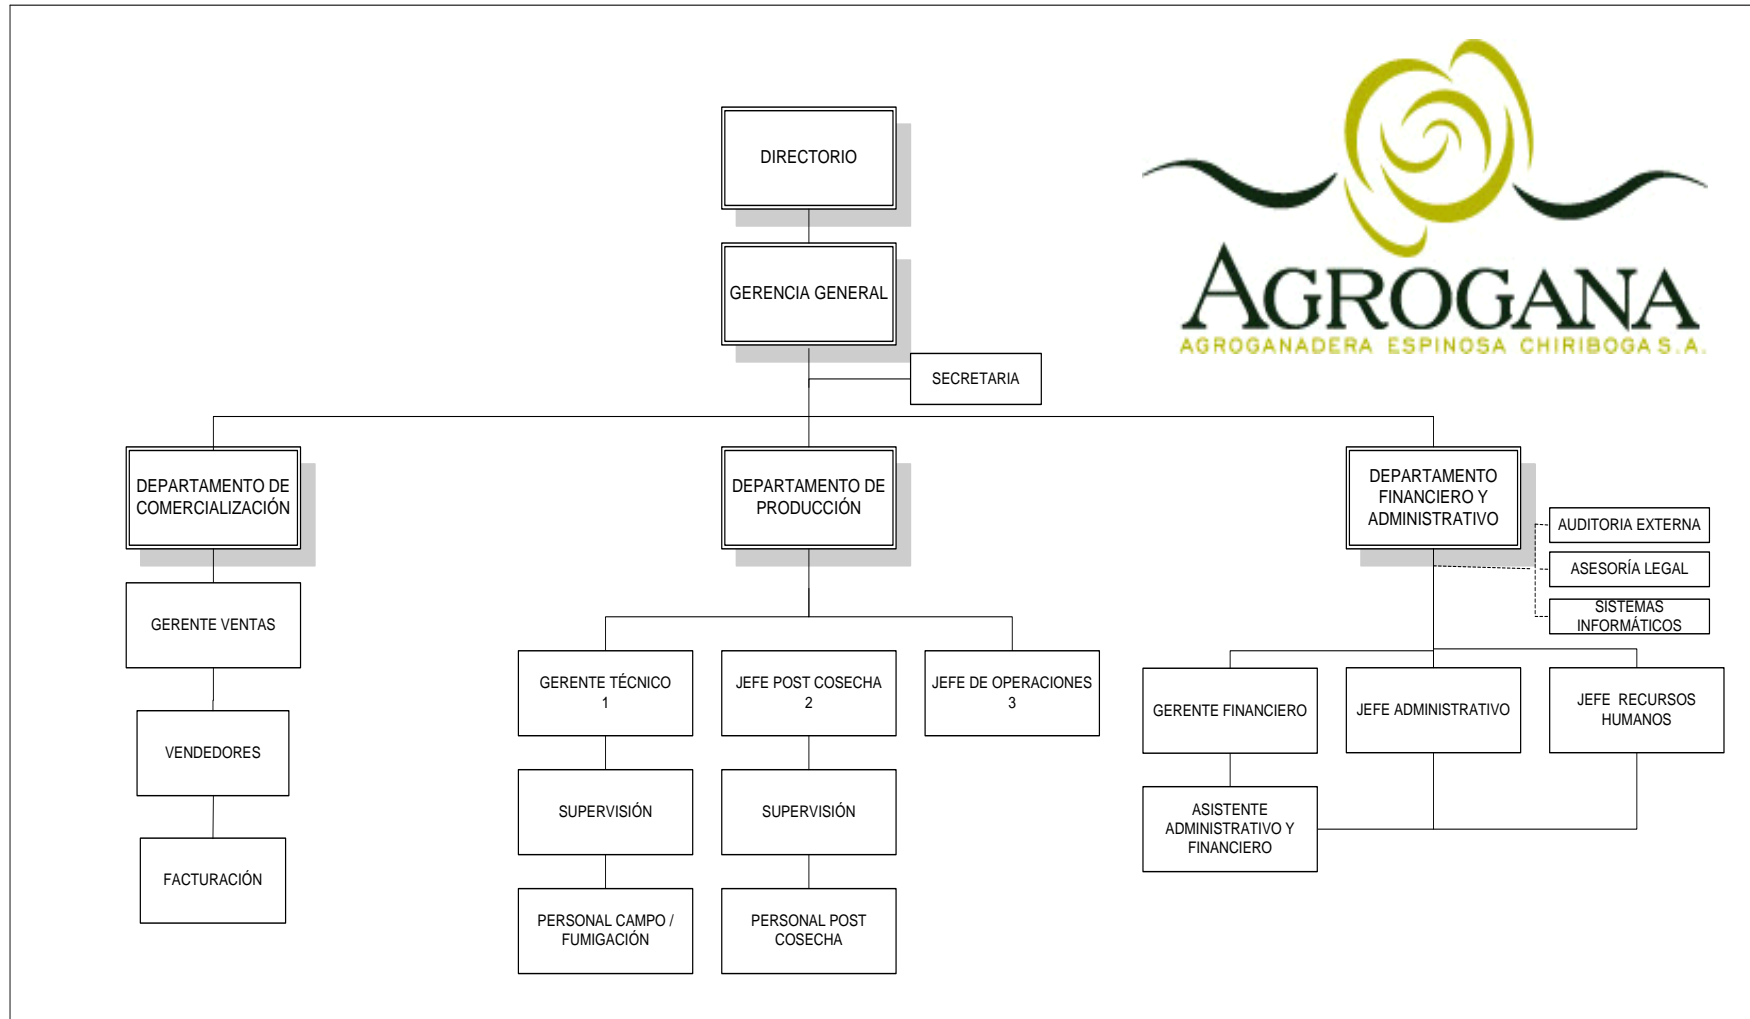 DIRECTORIO
AGROGANA
AGROGANADERA ESPINOSA CHIRIBOGA S.A.
GERENCIA GENERAL
SECRETARIA
DEPARTAMENTO DE
COMERCIALIZACIÓN
DEPARTAMENTO DE
PRODUCCIÓN
DEPARTAMENTO
FINANCIERO Y
ADMINISTRATIVO
AUDITORIA EXTERNA
ASESORÍA LEGAL
SISTEMAS
INFORMÁTICOS
GERENTE VENTAS
VENDEDORES
FACTURACIÓN
GERENTE TÉCNICO
1
JEFE POST COSECHA
2
JEFE DE OPERACIONES
3
SUPERVISIÓN
SUPERVISIÓN
PERSONAL CAMPO /
FUMIGACIÓN
PERSONAL POST
COSECHA
GERENTE FINANCIERO
JEFE ADMINISTRATIVO
JEFE RECURSOS
HUMANOS
ASISTENTE
ADMINISTRATIVO Y
FINANCIERO